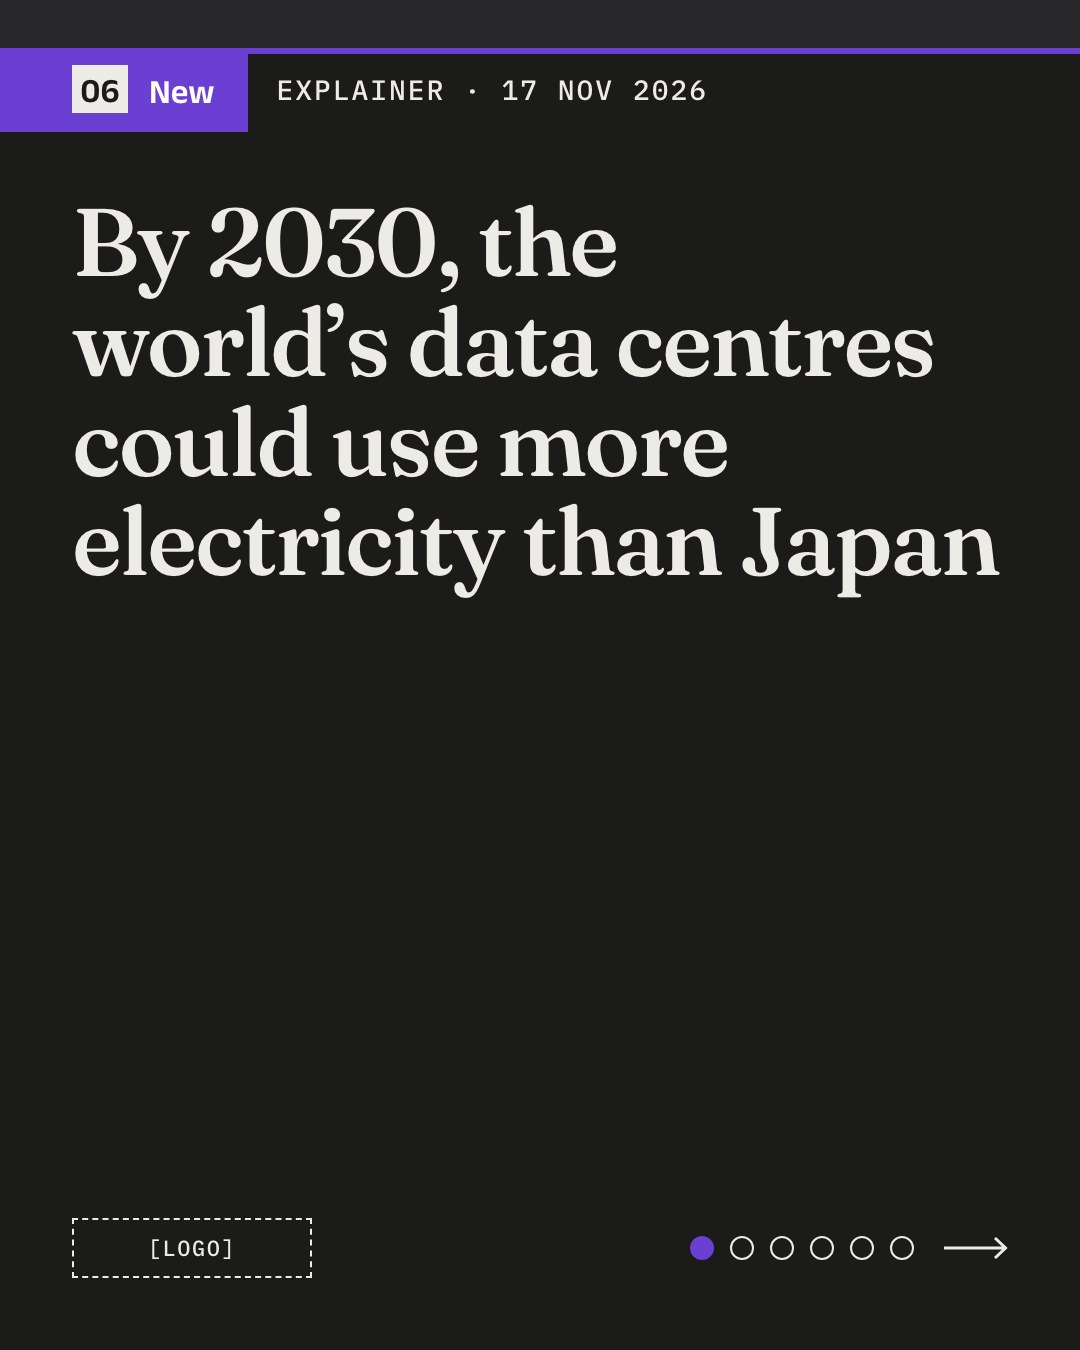 06 New EXPLAINER · 17 NOV 2026
By 2030, the
world’s data centres
could use more
electricity than Japan
[LOGO]